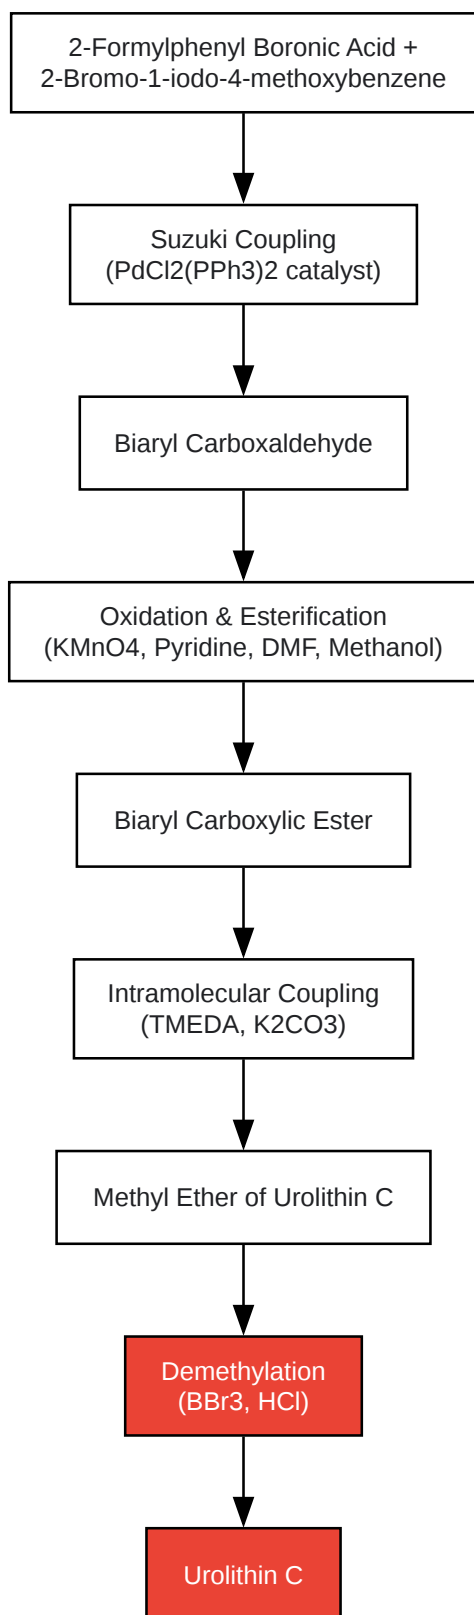 2-Formylphenyl Boronic Acid +
2-Bromo-1-iodo-4-methoxybenzene
Suzuki Coupling
(PdCl2(PPh3)2 catalyst)
Biaryl Carboxaldehyde
Oxidation & Esterification
(KMnO4, Pyridine, DMF, Methanol)
Biaryl Carboxylic Ester
Intramolecular Coupling
(TMEDA, K2CO3)
Methyl Ether of Urolithin C
Demethylation
(BBr3, HCl)
Urolithin C